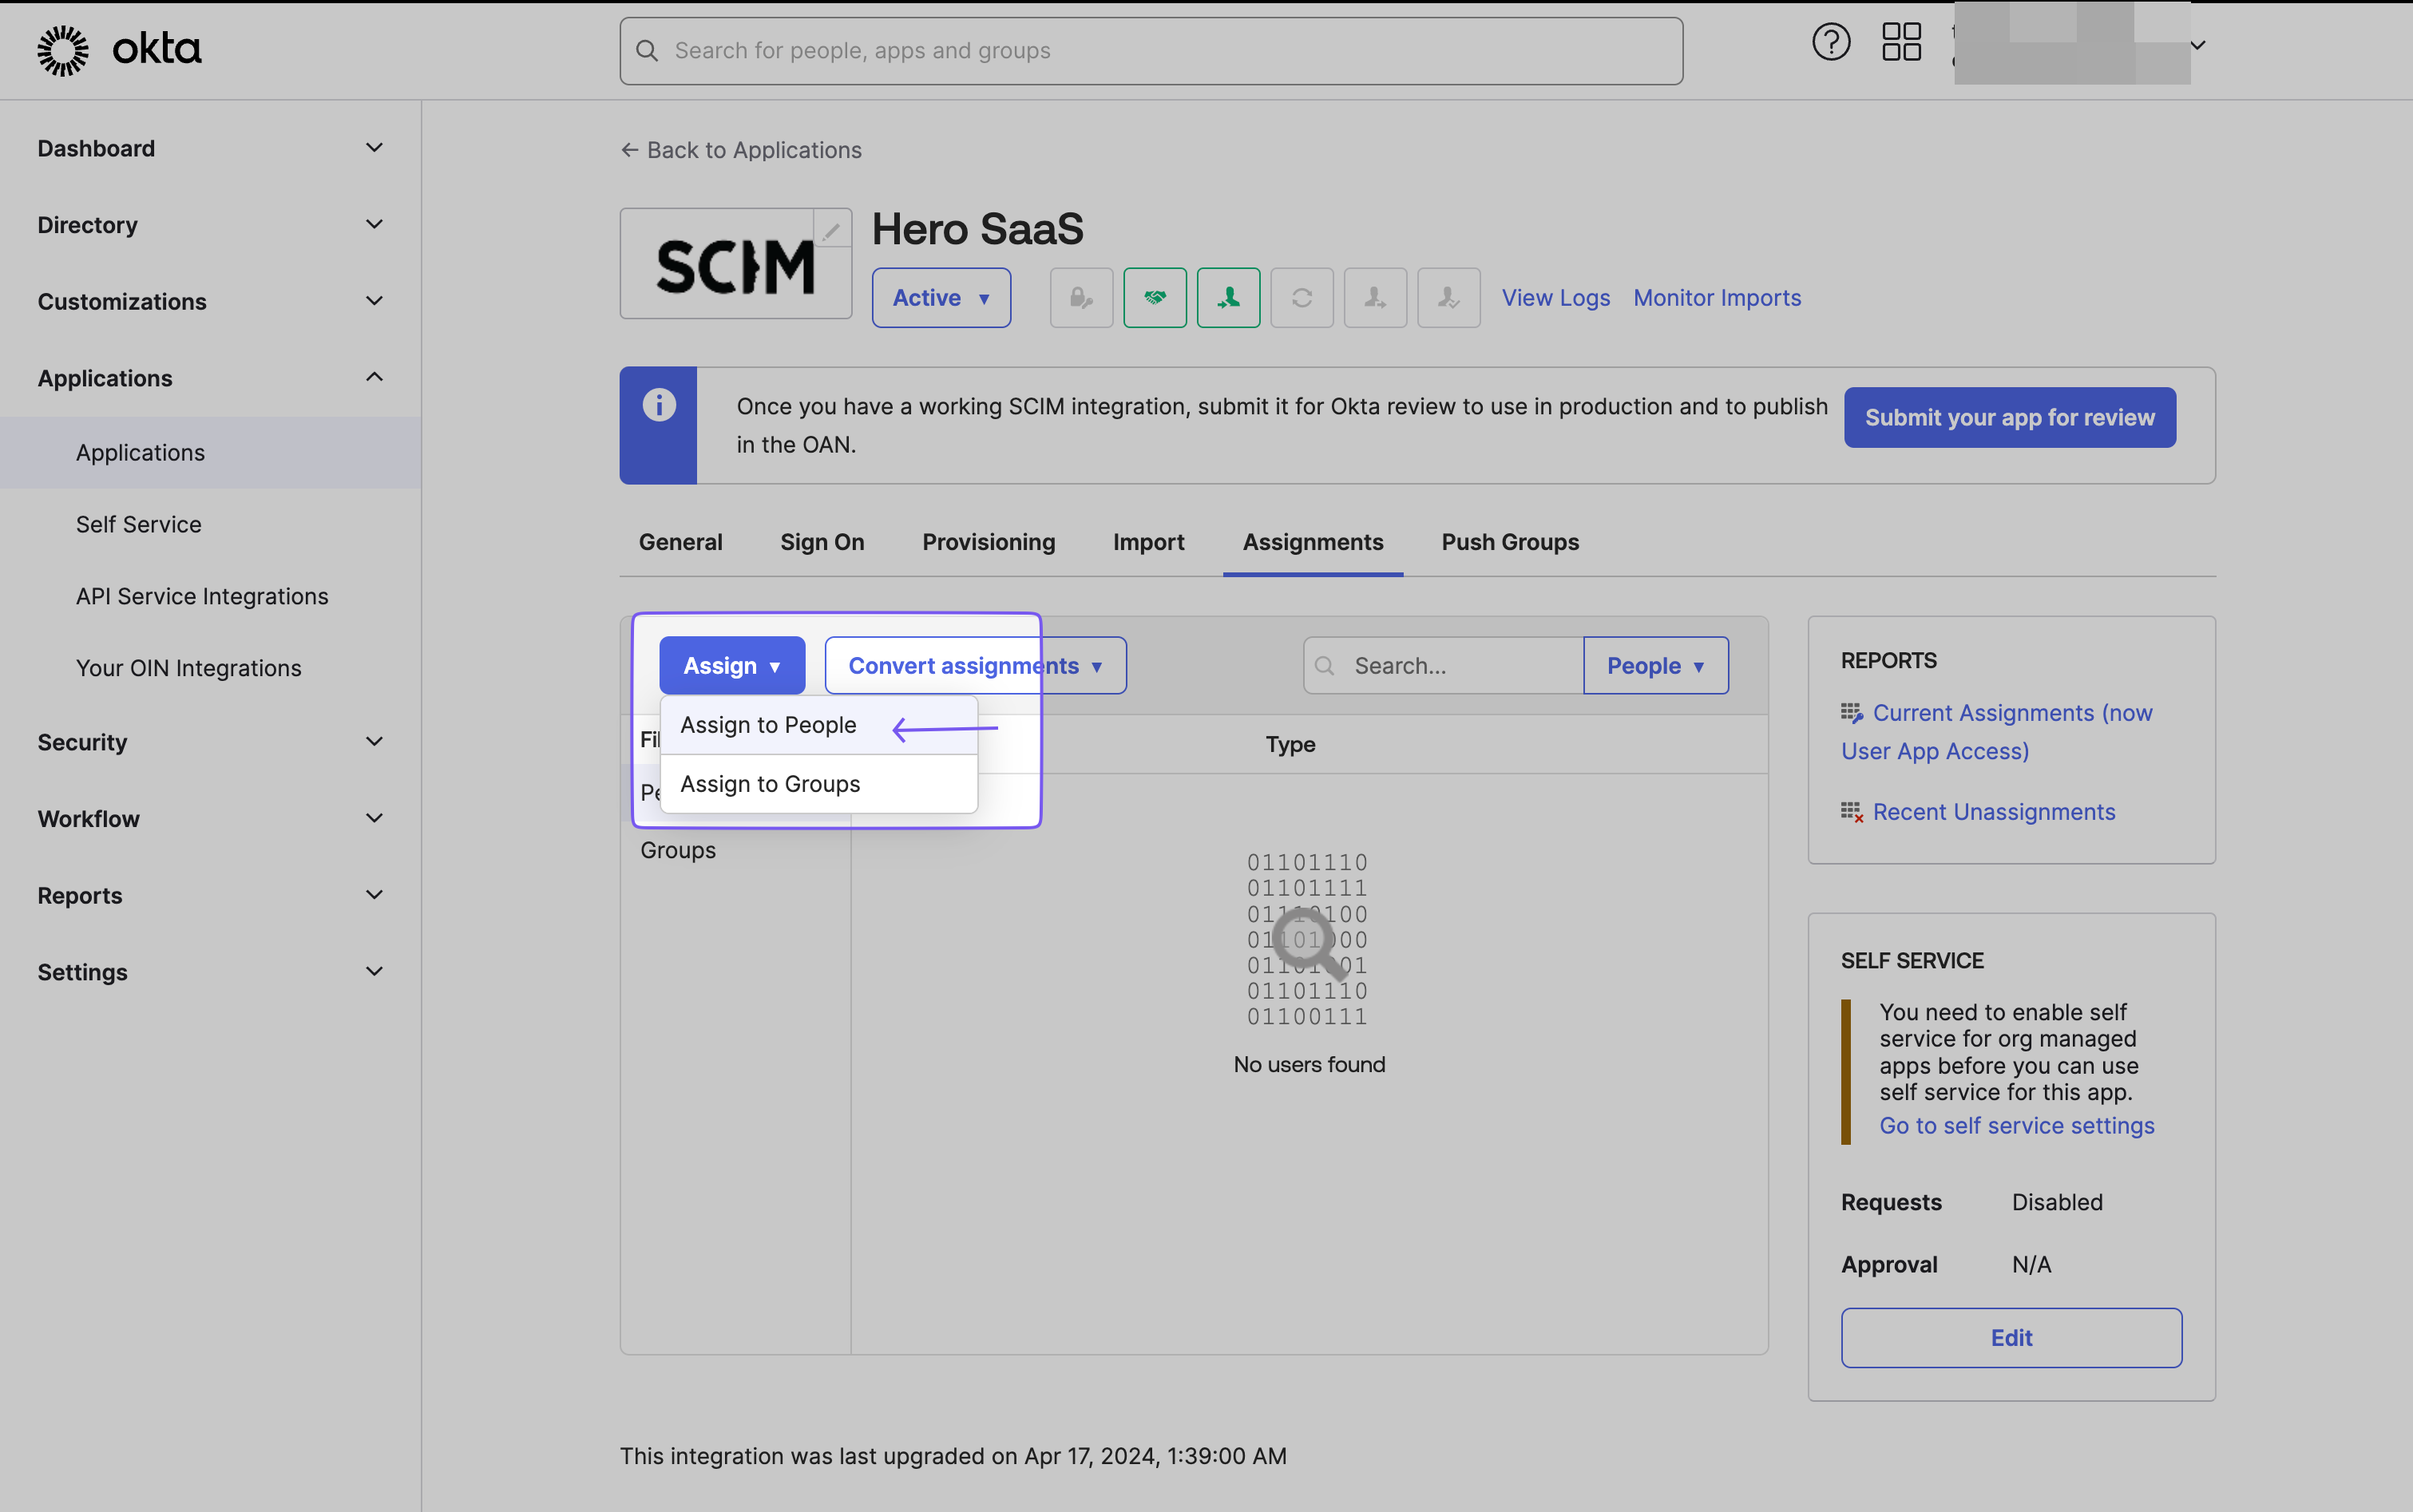 okta
Search for people, apps and groups
Dashboard
Directory
Customizations
Applications
Applications
Self Service
API Service Integrations
Your OIN Integrations
Security
Workflow
Reports
Settings
← Back to Applications
SCIM
Hero SaaS
Active
View Logs
Monitor Imports
Once you have a working SCIM integration, submit it for Okta review to use in production and to publish
in the OAN.
Submit your app for review
General
Sign On
Provisioning
Import
Assignments
Push Groups
Assign
Convert assignments
Search...
People
Assign to People
Assign to Groups
Groups
Type
01101110
01101111
01110100
01101000
01101001
01101110
01100111
No users found
REPORTS
Current Assignments (now
User App Access)
Recent Unassignments
SELF SERVICE
You need to enable self
service for org managed
apps before you can use
self service for this app.
Go to self service settings
Requests Disabled
Approval N/A
Edit
This integration was last upgraded on Apr 17, 2024, 1:39:00 AM